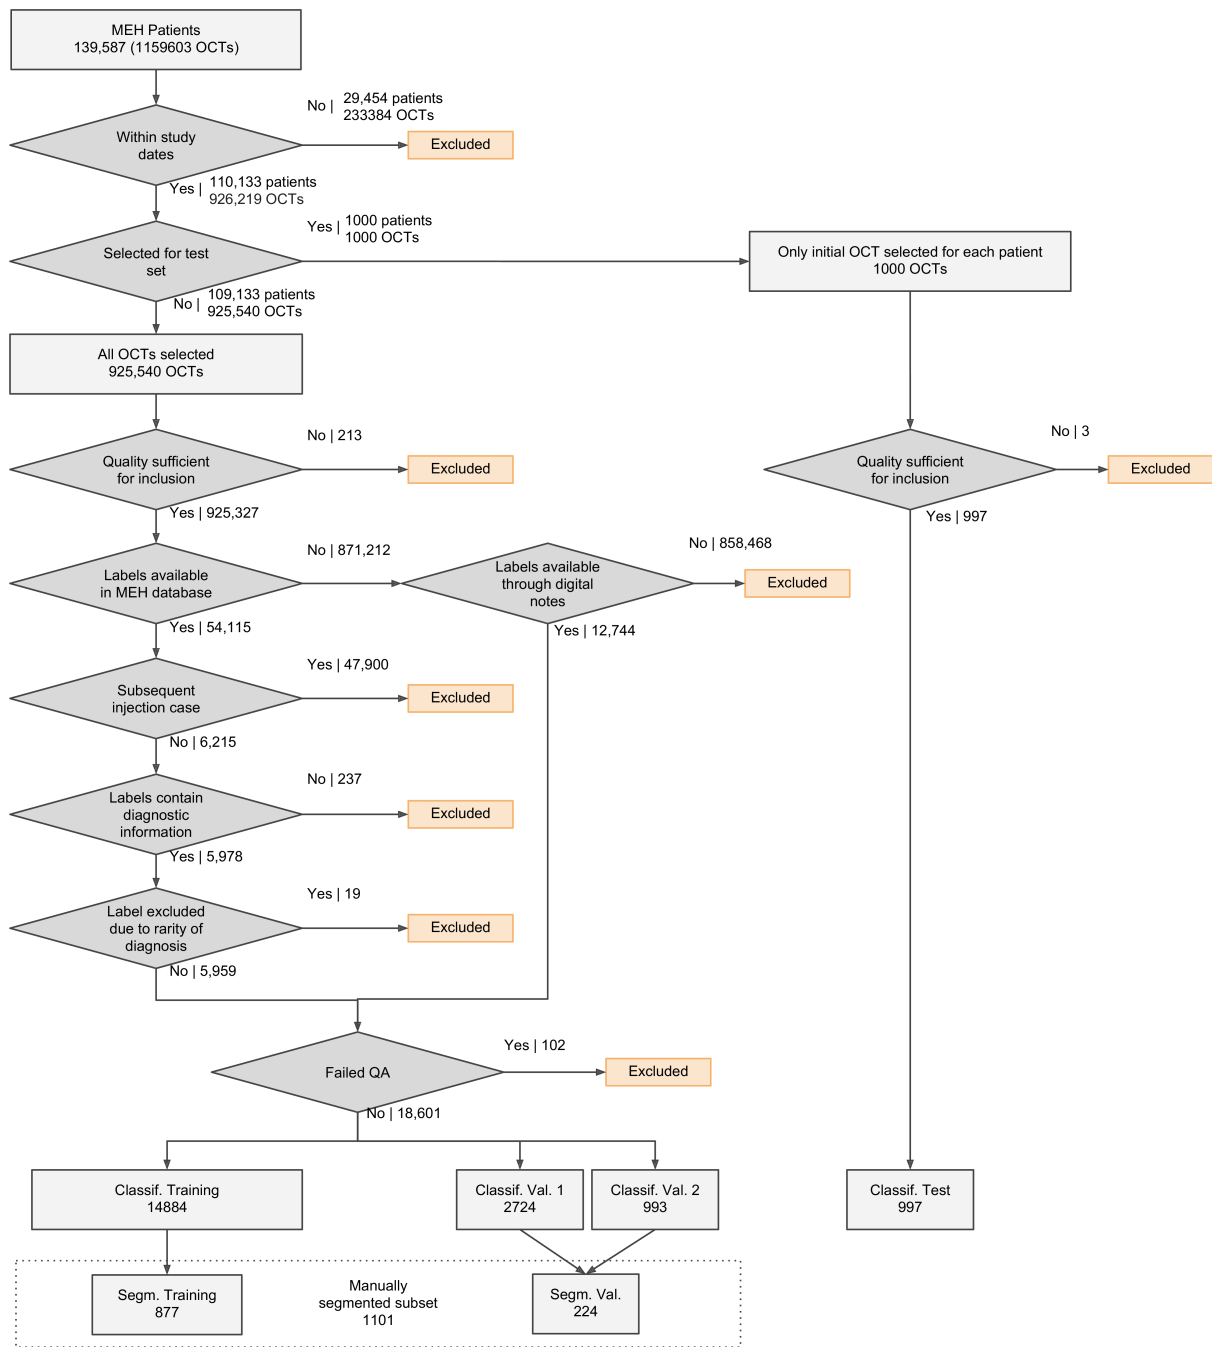 MEH Patients
139,587 (1159603 OCTs)
No | 29,454 patients
233384 OCTs
Within study
dates
Excluded
Yes | 110,133 patients
926,219 OCTs
Yes | 1000 patients
1000 OCTs
Selected for test
set
Only initial OCT selected for each patient
1000 OCTs
No | 109,133 patients
925,540 OCTs
All OCTs selected
925,540 OCTs
No | 213
Quality sufficient
for inclusion
Excluded
Yes | 925,327
No | 3
Quality sufficient
for inclusion
Excluded
Yes | 997
No | 871,212
Labels available
in MEH database
Yes | 54,115
No | 858,468
Labels available
through digital
notes
Excluded
Yes | 12,744
Yes | 47,900
Subsequent
injection case
Excluded
No | 6,215
No | 237
Labels contain
diagnostic
information
Excluded
Yes | 5,978
Yes | 19
Label excluded
due to rarity of
diagnosis
Excluded
No | 5,959
Yes | 102
Failed QA
Excluded
No | 18,601
Classif. Training
14884
Classif. Val. 1
2724
Classif. Val. 2
993
Classif. Test
997
Segm. Training
877
Manually
segmented subset
1101
Segm. Val.
224